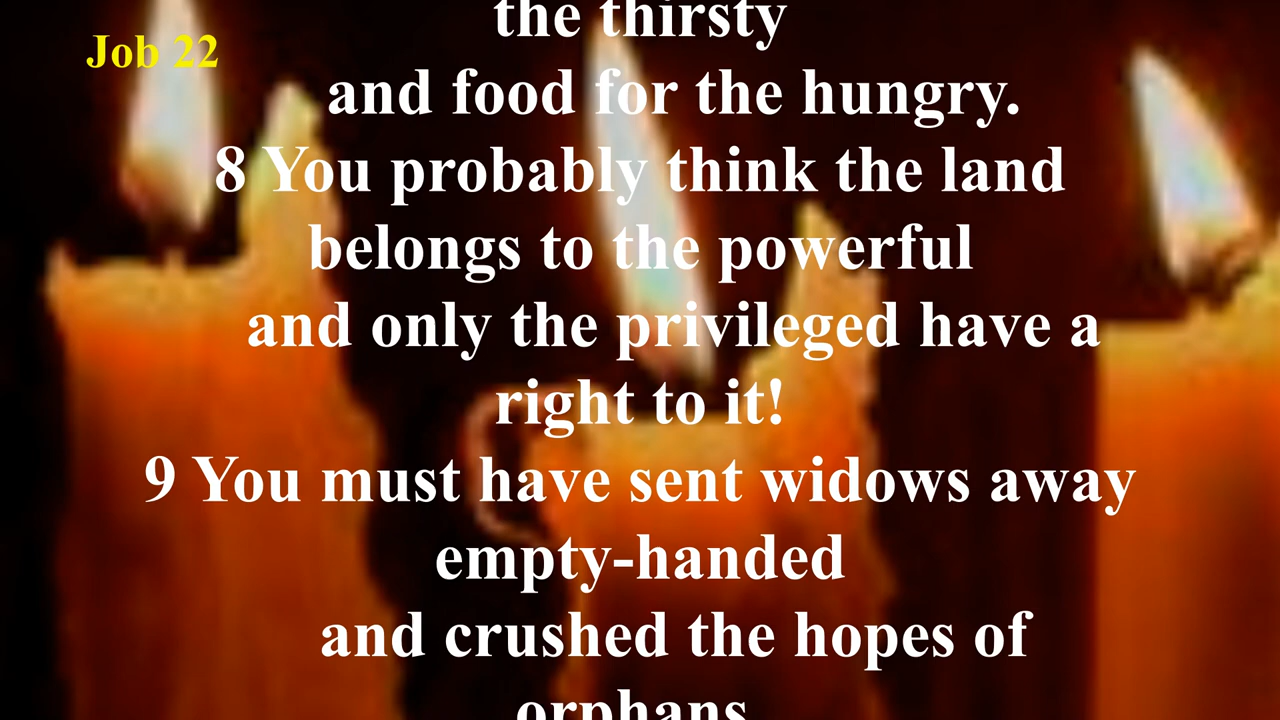 Job 22
the thirsty
and food for the hungry.
8 You probably think the land
belongs to the powerful
and only the privileged have a
right to it!
9 You must have sent widows away
empty-handed
and crushed the hopes of
orphans.